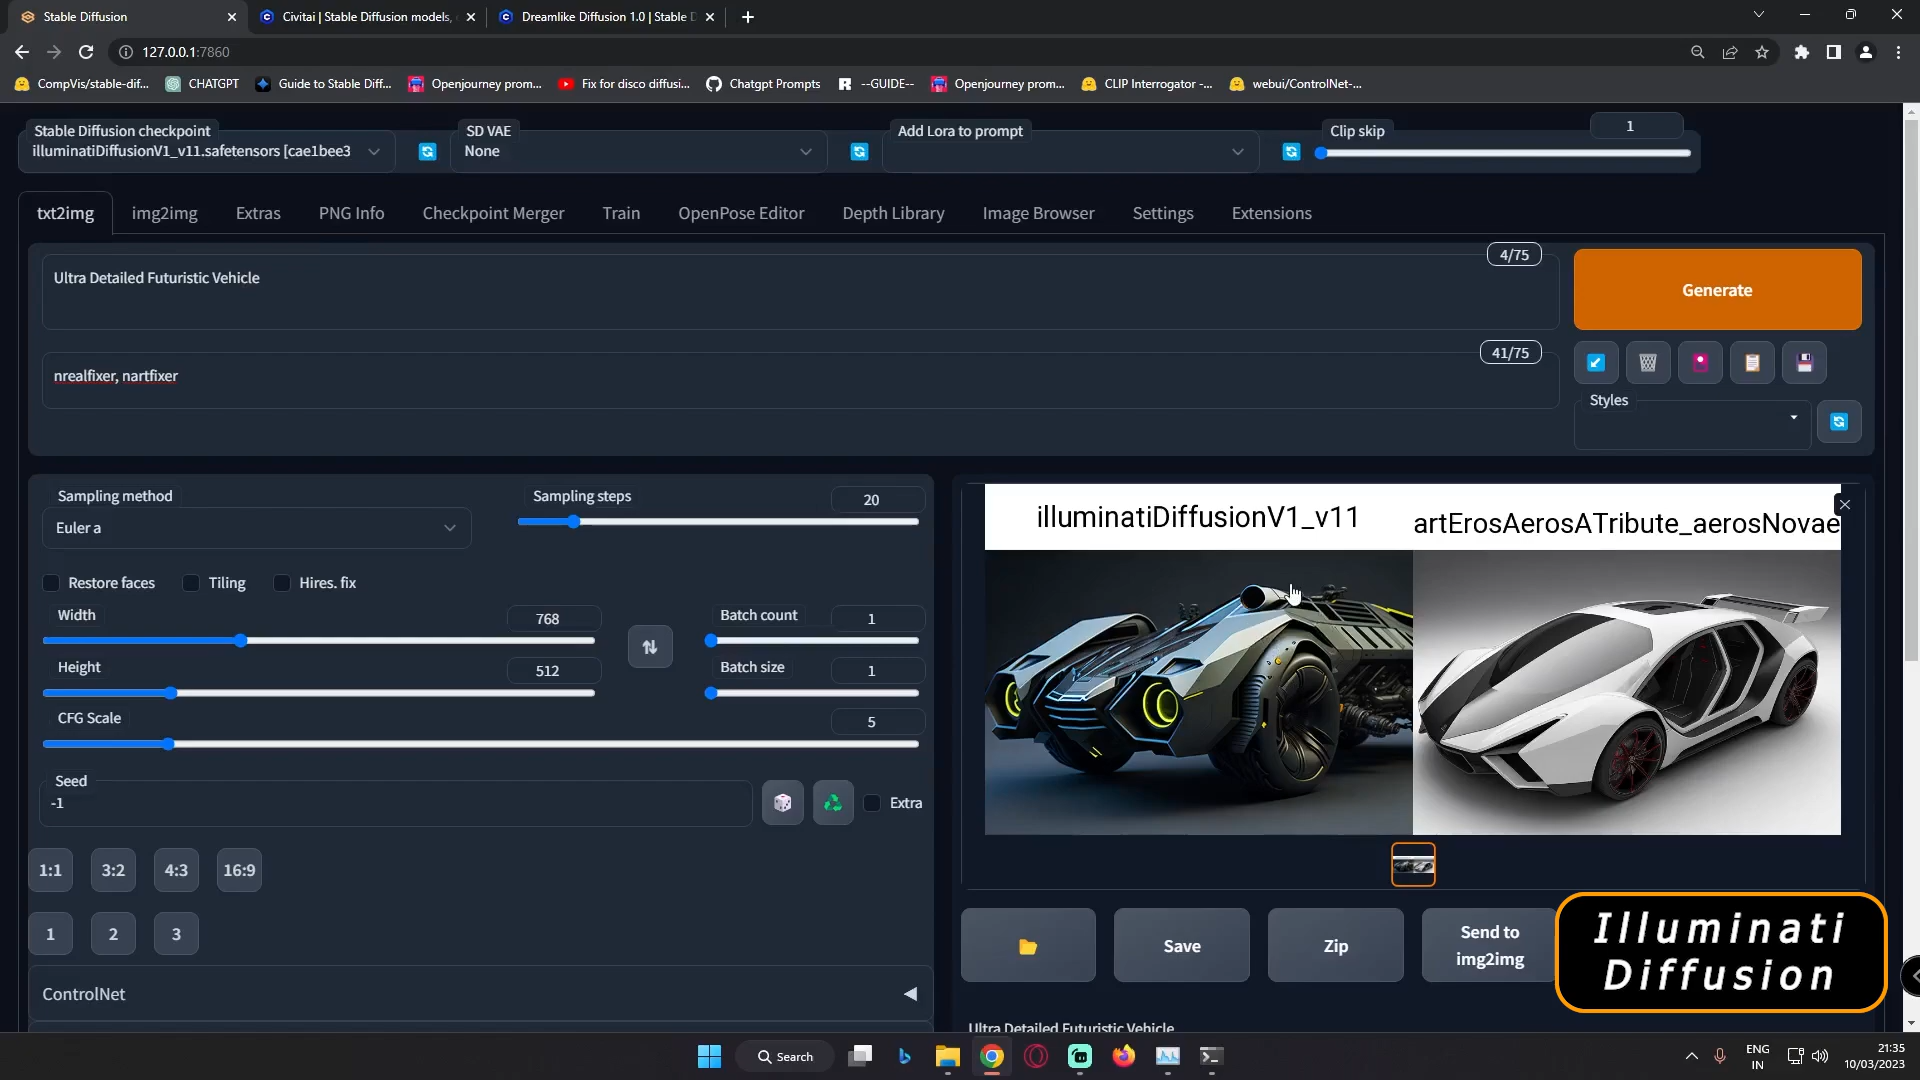 Stable Diffusion
Civitai | Stable Diffusion models,
Dreamlike Diffusion 1.0 | Stable D
127.0.0.1:7860
CompVis/stable-dif...
CHATGPT
Guide to Stable Diff...
Openjourney prom...
Fix for disco diffusi...
Chatgpt Prompts
--GUIDE--
Openjourney prom...
CLIP Interrogator -...
webui/ControlNet-...
Stable Diffusion checkpoint
illuminatiDiffusionV1_v11.safetensors [cae1bee3
SD VAE
None
Add Lora to prompt
Clip skip
1
txt2img
img2img
Extras
PNG Info
Checkpoint Merger
Train
OpenPose Editor
Depth Library
Image Browser
Settings
Extensions
4/75
Ultra Detailed Futuristic Vehicle
Generate
41/75
nrealfixer, nartfixer
Styles
Sampling method
Euler a
Sampling steps
20
Restore faces
Tiling
Hires. fix
Width
768
Height
512
Batch count
1
Batch size
1
CFG Scale
5
Seed
-1
Extra
1:1
3:2
4:3
16:9
1
2
3
ControlNet
illuminatiDiffusionV1_v11
artErosAerosATribute_aerosNovae
Save
Zip
Send to
img2img
Illuminati
Diffusion
Ultra Detailed Futuristic Vehicle
Search
ENG
IN
21:35
10/03/2023